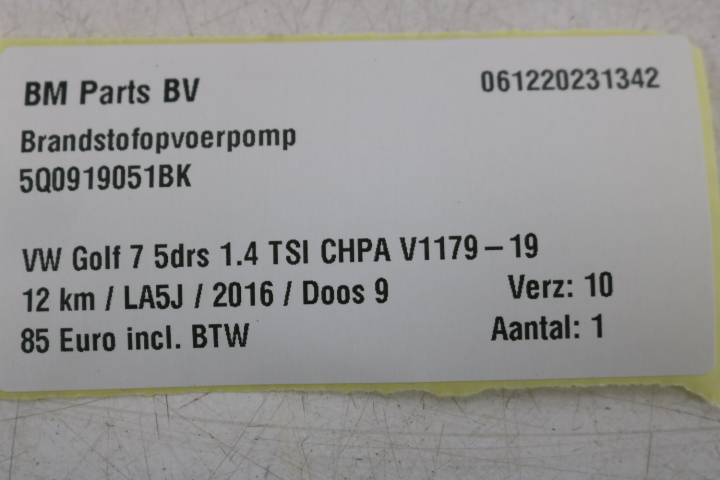 BM Parts BV 061220231342
Brandstofopvoerpomp
5Q0919051BK
VW Golf 7 5drs 1.4 TSI CHPA V1179 – 19
12 km / LA5J / 2016 / Doos 9 Verz: 10
85 Euro incl. BTW Aantal: 1